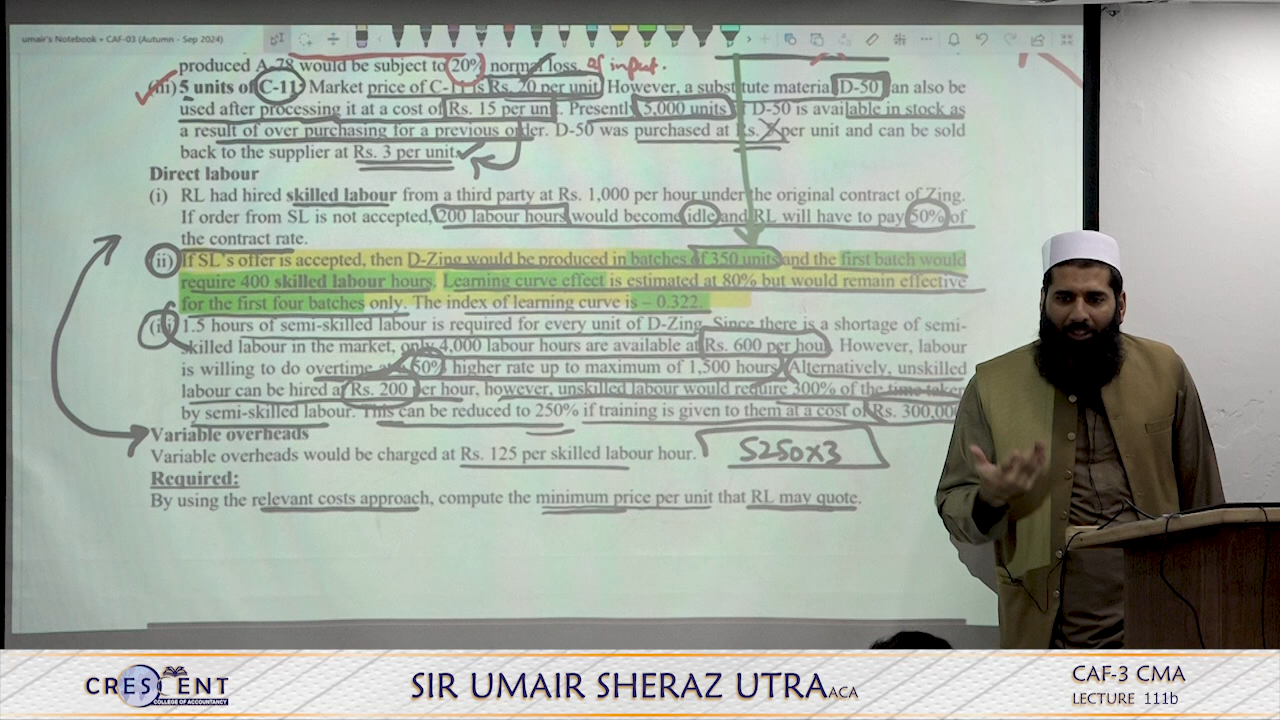 umair's Notebook » CAF-03 (Autumn - Sep 2024)
produced A-78 would be subject to 20% normal loss. of input.
5 units of C-11: Market price of C-11 is Rs. 20 per unit. However, a substitute material D-50 can also be
used after processing it at a cost of Rs. 15 per unit. Presently 5,000 units of D-50 is available in stock as
a result of over purchasing for a previous order. D-50 was purchased at Rs. per unit and can be sold
back to the supplier at Rs. 3 per unit.
Direct labour
(i) RL had hired skilled labour from a third party at Rs. 1,000 per hour under the original contract of Zing.
If order from SL is not accepted, 200 labour hours would become idle and RL will have to pay 50% of
the contract rate.
(ii) If SL's offer is accepted, then D-Zing would be produced in batches of 350 units and the first batch would
require 400 skilled labour hours. Learning curve effect is estimated at 80% but would remain effective
for the first four batches only. The index of learning curve is – 0.322.
(iii) 1.5 hours of semi-skilled labour is required for every unit of D-Zing. Since there is a shortage of semi-
skilled labour in the market, only 4,000 labour hours are available at Rs. 600 per hour. However, labour
is willing to do overtime 50% higher rate up to maximum of 1,500 hours. Alternatively, unskilled
labour can be hired at Rs. 200 per hour, however, unskilled labour would require 300% of the time taken
by semi-skilled labour. This can be reduced to 250% if training is given to them at a cost of Rs. 300,000
Variable overheads
Variable overheads would be charged at Rs. 125 per skilled labour hour. 5250x3
Required:
By using the relevant costs approach, compute the minimum price per unit that RL may quote.
CRESCENT
COLLEGE OF ACCOUNTANCY
SIR UMAIR SHERAZ UTRA ACA
CAF-3 CMA
LECTURE 111b